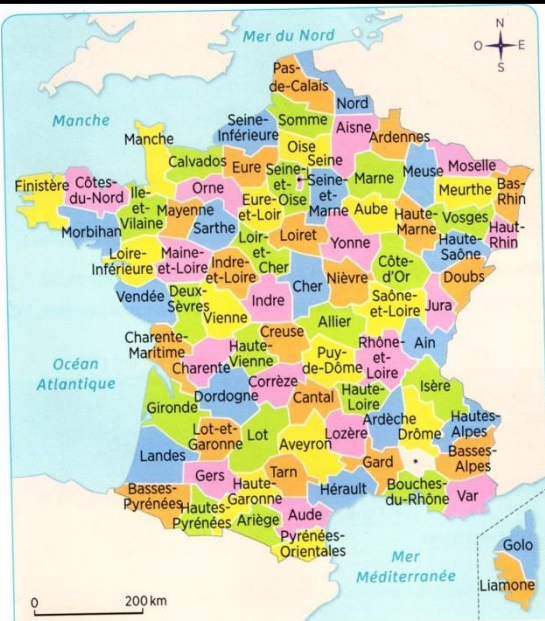 Mer du Nord
N
O
E
S
Pas-
de-Calais
Nord
Manche
Seine-
Inférieure
Somme
Aisne
Ardennes
Manche
Oise
Calvados
Eure
Seine-
et-
Oise
Seine
Seine-
et-
Marne
Marne
Meuse
Moselle
Finistère
Côtes-
du-Nord
Ille-
et-
Vilaine
Orne
Eure-
et-Loir
Meurthe
Bas-
Rhin
Mayenne
Aube
Haute-
Marne
Vosges
Haut-
Rhin
Morbihan
Sarthe
Loir-
et-
Cher
Loiret
Yonne
Haute-
Saône
Loire-
Inférieure
Maine-
et-Loire
Indre-
et-Loire
Côte-
d'Or
Doubs
Cher
Nièvre
Vendée
Deux-
Sèvres
Vienne
Indre
Saône-
et-Loire
Jura
Allier
Charente-
Maritime
Creuse
Rhône-
et-
Loire
Ain
Haute-
Vienne
Puy-
de-Dôme
Océan
Atlantique
Charente
Corrèze
Isère
Haute-
Loire
Dordogne
Cantal
Gironde
Ardèche
Hautes-
Alpes
Lot-et-
Garonne
Lot
Aveyron
Lozère
Drôme
Landes
Basses-
Alpes
Gard
Gers
Tarn
Haute-
Garonne
Hérault
Bouches-
du-Rhône
Var
Basses-
Pyrénées
Hautes-
Pyrénées
Ariège
Aude
Pyrénées-
Orientales
Mer
Méditerranée
Golo
Liamone
0
200 km